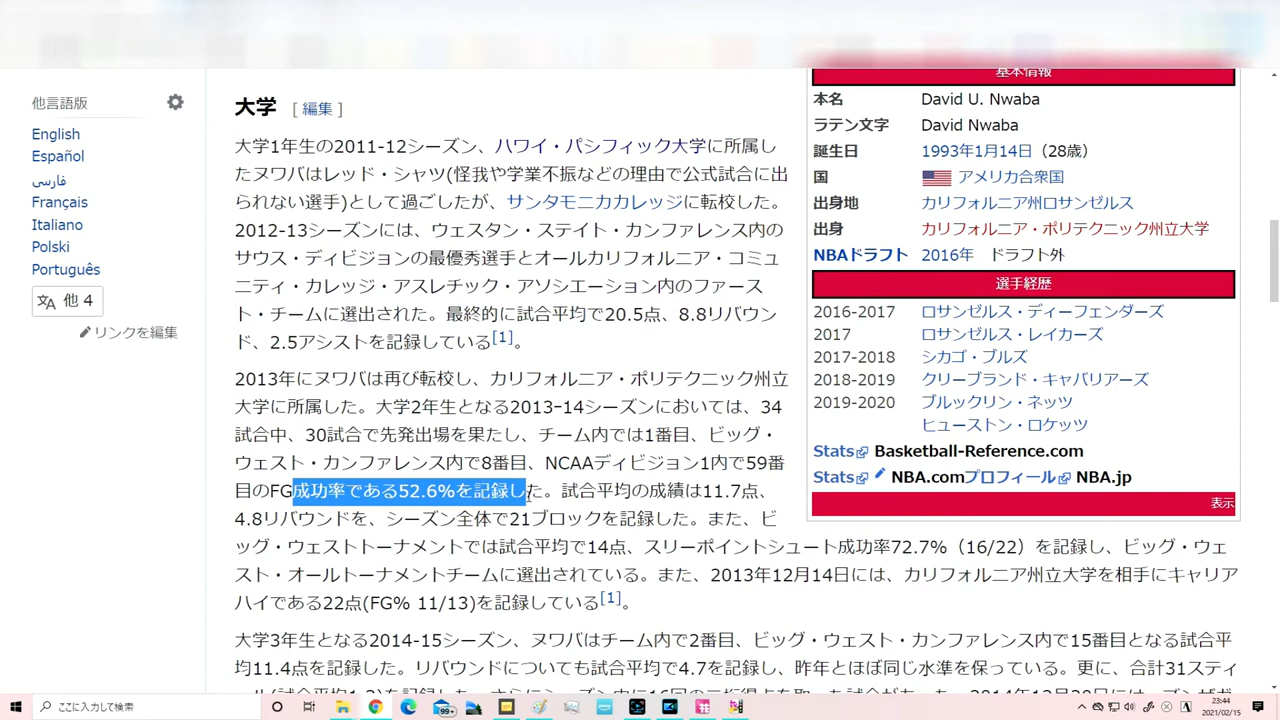 他言語版
English
Español
فارسی
Français
Italiano
Polski
Português
他 4
リンクを編集
大学 [ 編集 ]
大学1年生の2011-12シーズン、ハワイ・パシフィック大学に所属し
たヌワバはレッド・シャツ(怪我や学業不振などの理由で公式試合に出
られない選手)として過ごしたが、サンタモニカカレッジに転校した。
2012-13シーズンには、ウェスタン・ステイト・カンファレンス内の
サウス・ディビジョンの最優秀選手とオールカリフォルニア・コミュ
ニティ・カレッジ・アスレチック・アソシエーション内のファース
ト・チームに選出された。最終的に試合平均で20.5点、8.8リバウン
ド、2.5アシストを記録している[1]。
2013年にヌワバは再び転校し、カリフォルニア・ポリテクニック州立
大学に所属した。大学2年生となる2013-14シーズンにおいては、34
試合中、30試合で先発出場を果たし、チーム内では1番目、ビッグ・
ウェスト・カンファレンス内で8番目、NCAAディビジョン1内で59番
目のFG成功率である52.6%を記録した。試合平均の成績は11.7点、
4.8リバウンドを、シーズン全体で21ブロックを記録した。また、ビ
ッグ・ウェストトーナメントでは試合平均で14点、スリーポイントシュート成功率72.7%（16/22）を記録し、ビッグ・ウェ
スト・オールトーナメントチームに選出されている。また、2013年12月14日には、カリフォルニア州立大学を相手にキャリア
ハイである22点(FG% 11/13)を記録している[1]。
大学3年生となる2014-15シーズン、ヌワバはチーム内で2番目、ビッグ・ウェスト・カンファレンス内で15番目となる試合平
均11.4点を記録した。リバウンドについても試合平均で4.7を記録し、昨年とほぼ同じ水準を保っている。更に、合計31スティ
基本情報
本名 David U. Nwaba
ラテン文字 David Nwaba
誕生日 1993年1月14日（28歳）
国 アメリカ合衆国
出身地 カリフォルニア州ロサンゼルス
出身 カリフォルニア・ポリテクニック州立大学
NBAドラフト 2016年 ドラフト外
選手経歴
2016-2017 ロサンゼルス・ディーフェンダーズ
2017 ロサンゼルス・レイカーズ
2017-2018 シカゴ・ブルズ
2018-2019 クリーブランド・キャバリアーズ
2019-2020 ブルックリン・ネッツ
ヒューストン・ロケッツ
Stats Basketball-Reference.com
Stats NBA.comプロフィール NBA.jp
表示
ここに入力して検索
99+
A
23:44
2021/02/15